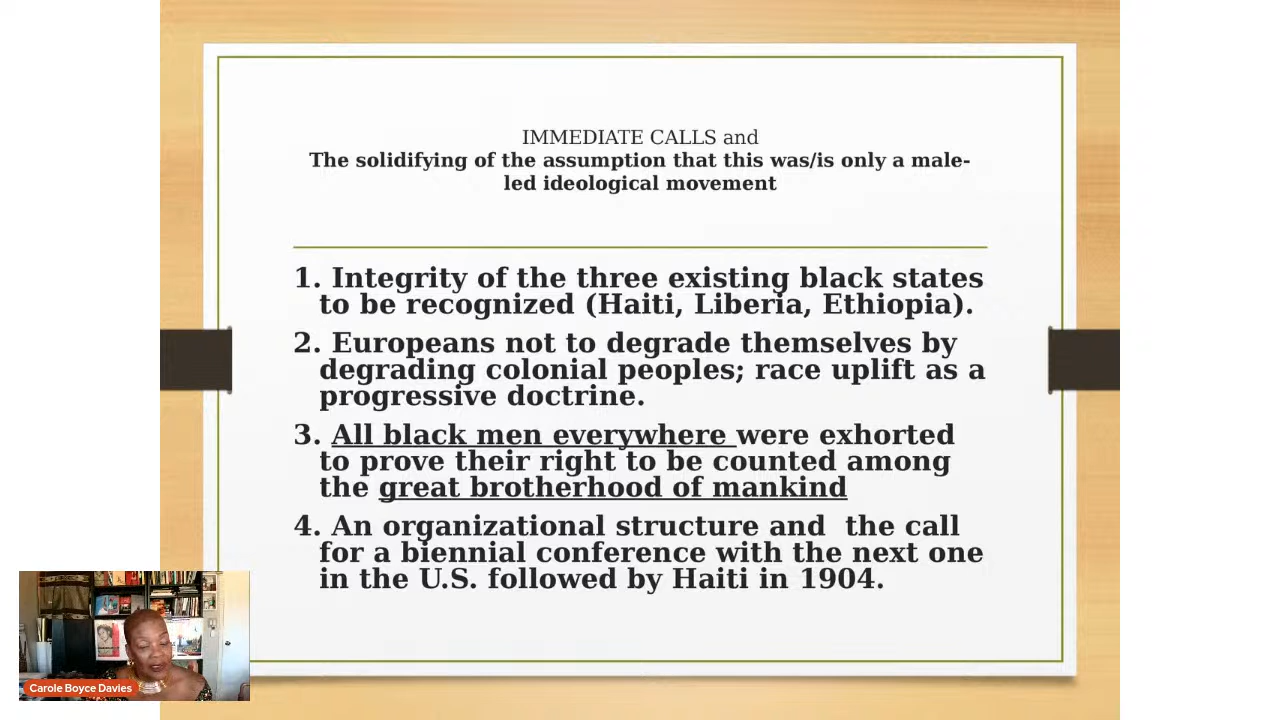 IMMEDIATE CALLS and
The solidifying of the assumption that this was/is only a male-
led ideological movement
1. Integrity of the three existing black states
to be recognized (Haiti, Liberia, Ethiopia).
2. Europeans not to degrade themselves by
degrading colonial peoples; race uplift as a
progressive doctrine.
3. All black men everywhere were exhorted
to prove their right to be counted among
the great brotherhood of mankind
4. An organizational structure and  the call
for a biennial conference with the next one
in the U.S. followed by Haiti in 1904.
Carole Boyce Davies